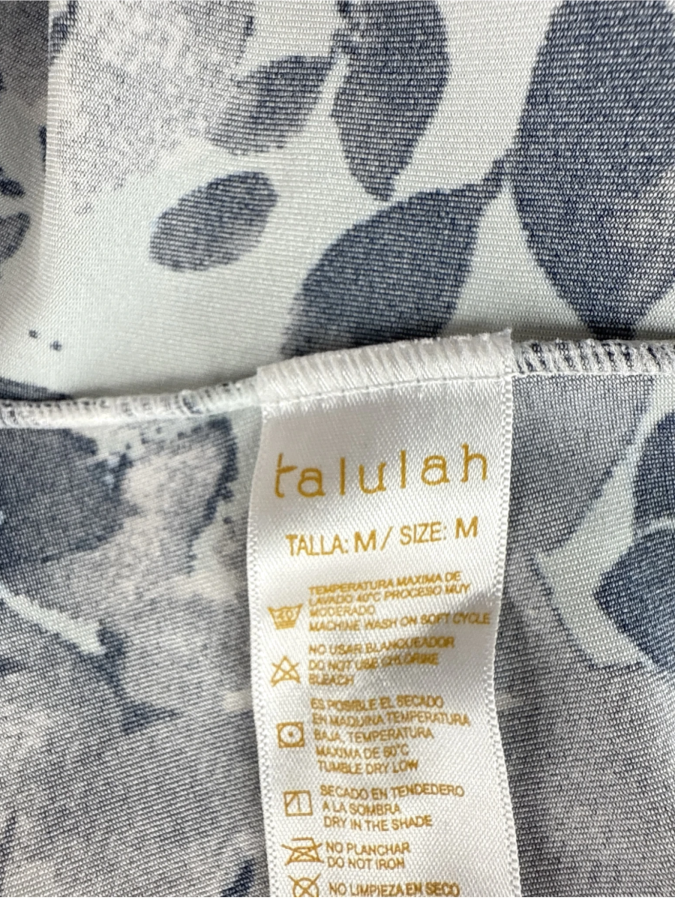 talulah
TALLA: M / SIZE: M
40
TEMPERATURA MAXIMA DE
LAVADO 40°C PROCESO MUY
MODERADO
MACHINE WASH ON SOFT CYCLE
NO USAR BLANQUEADOR
DO NOT USE CLORINE
BLEACH
ES POSIBLE EL SECADO
EN MAQUINA TEMPERATURA
BAJA, TEMPERATURA
MAXIMA DE 60°C
TUMBLE DRY LOW
SECADO EN TENDEDERO
A LA SOMBRA
DRY IN THE SHADE
NO PLANCHAR
DO NOT IRON
NO LIMPIEZA EN SECO